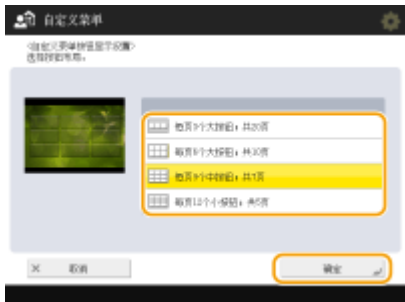 自定义菜单
<自定义菜单按钮显示设置>
选择按钮布局。
每页3个大按钮：共20页
每页6个大按钮：共10页
每页9个中按钮：共7页
每页12个小按钮：共5页
取消
确定